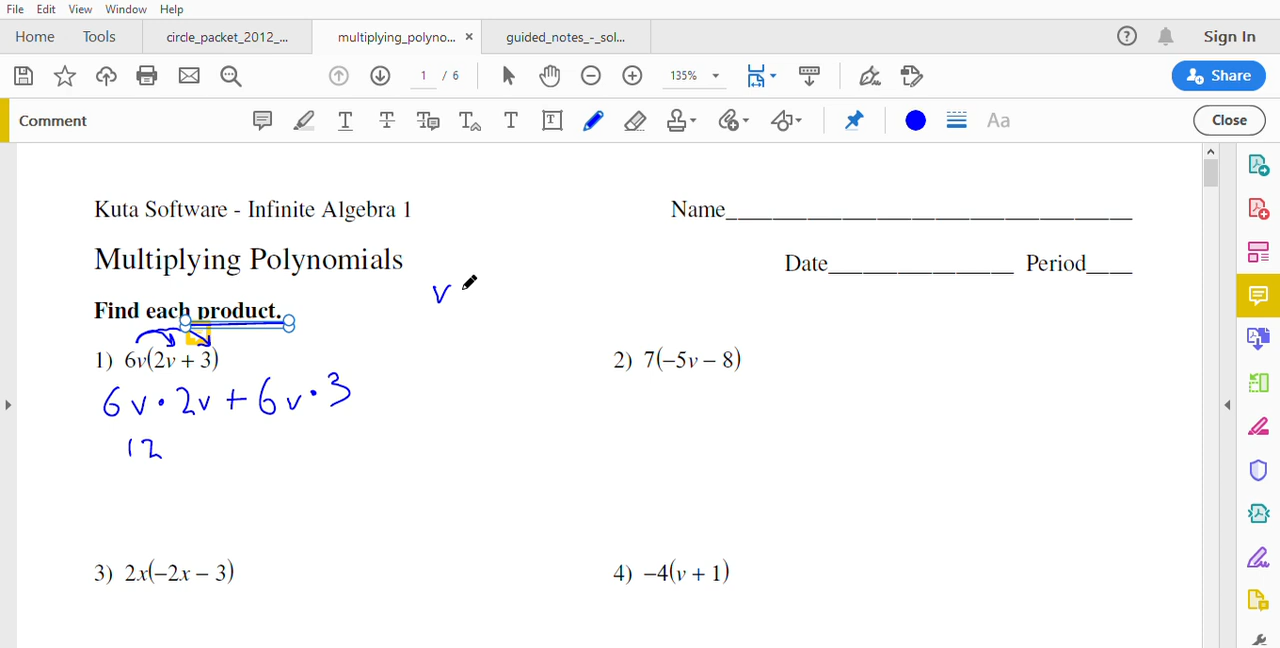 File Edit View Window Help
Home Tools circle_packet_2012_... multiplying_polyno... × guided_notes_-_sol... Sign In
1 / 6 135% Share
Comment Aa Close
Kuta Software - Infinite Algebra 1 Name
Multiplying Polynomials Date Period
v
Find each product.
1) 6v(2v + 3) 2) 7(−5v − 8)
6v · 2v + 6v · 3
12
3) 2x(−2x − 3) 4) −4(v + 1)